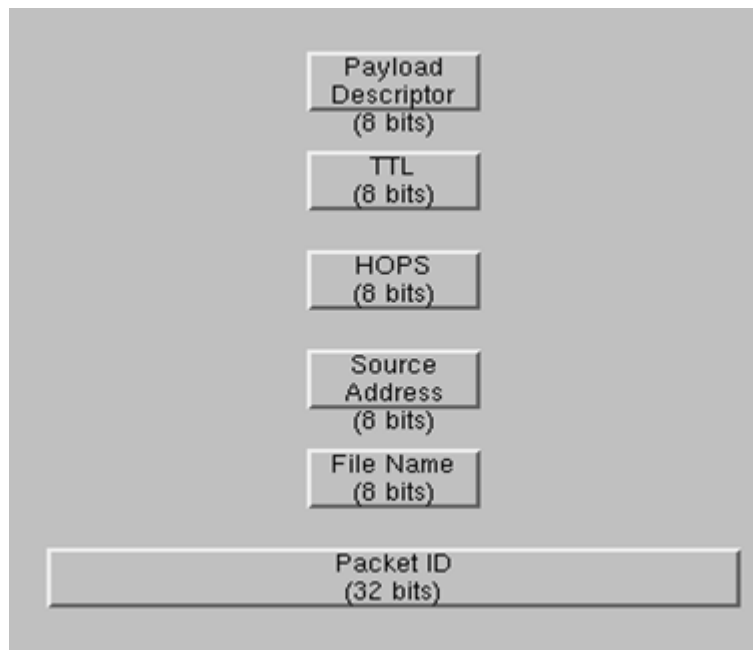 Payload
Descriptor
(8 bits)
TTL
(8 bits)
HOPS
(8 bits)
Source
Address
(8 bits)
File Name
(8 bits)
Packet ID
(32 bits)